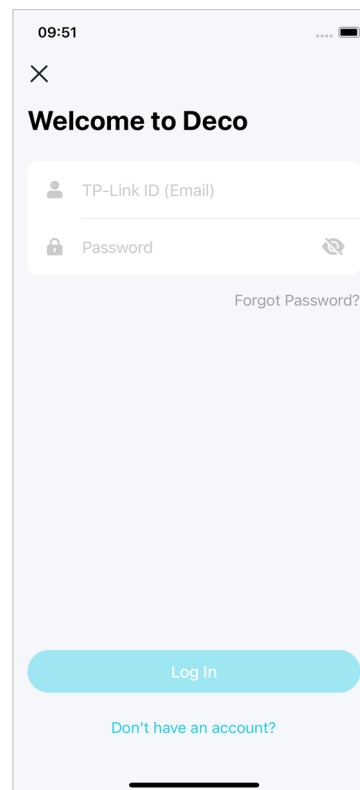 09:51
Welcome to Deco
TP-Link ID (Email)
Password
Forgot Password?
Log In
Don't have an account?